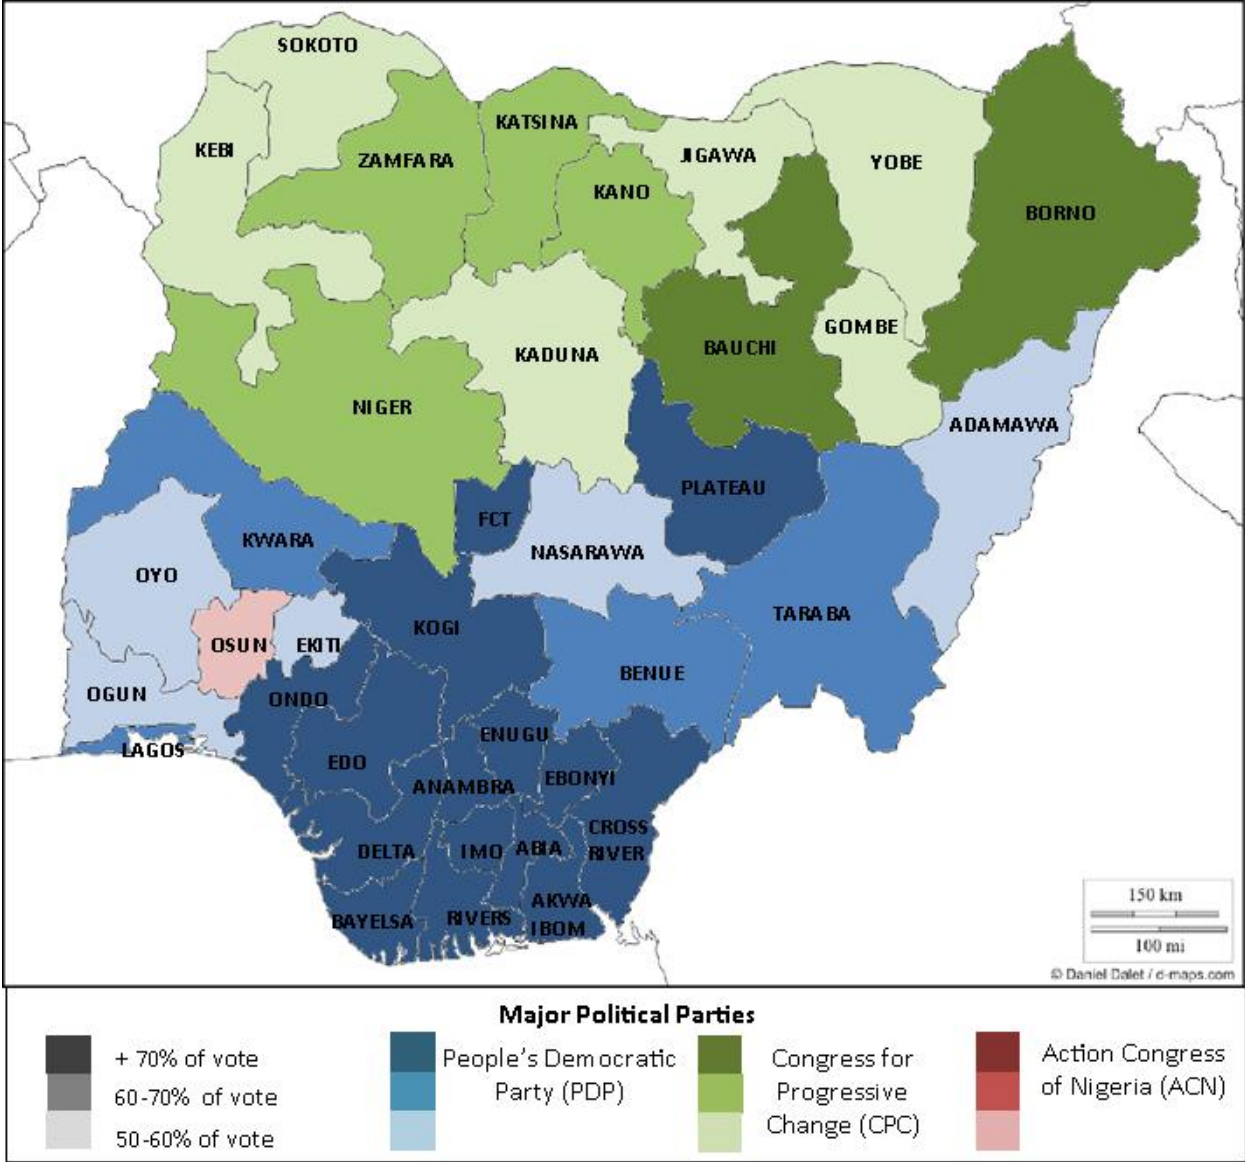 SOKOTO
KEBI
ZAMFARA
KATSINA
KANO
JIGAWA
YOBE
BORNO
KADUNA
BAUCHI
GOMBE
NIGER
ADAMAWA
PLATEAU
FCT
KWARA
NASARAWA
OYO
TARABA
OSUN
EKITI
KOGI
BENUE
OGUN
ONDO
LAGOS
ENUGU
EDO
ANAMBRA
EBONYI
CROSS
RIVER
DELTA
IMO
ABIA
AKWA
IBOM
BAYELSA
RIVERS
150 km
100 mi
© Daniel Dalet / d-maps.com
Major Political Parties
+ 70% of vote
60-70% of vote
50-60% of vote
People's Democratic
Party (PDP)
Congress for
Progressive
Change (CPC)
Action Congress
of Nigeria (ACN)